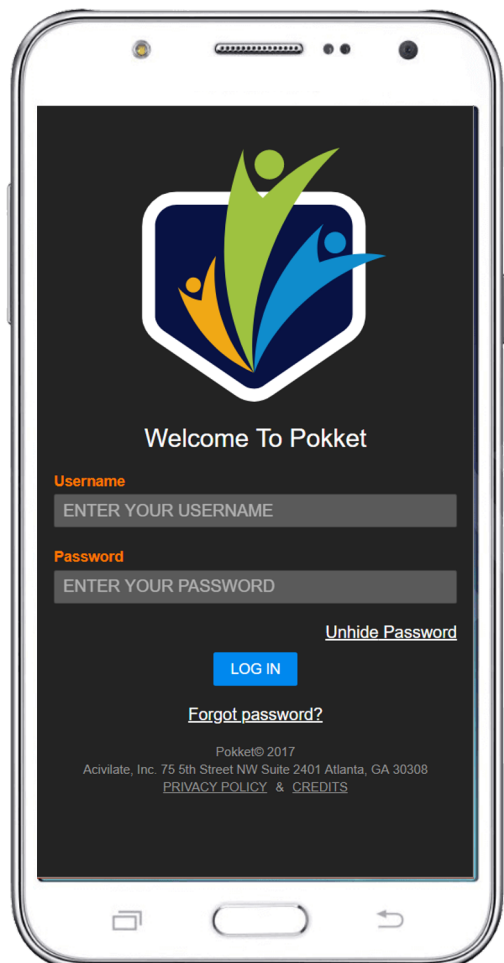 Welcome To Pokket
Username
ENTER YOUR USERNAME
Password
ENTER YOUR PASSWORD
Unhide Password
LOG IN
Forgot password?
Pokket© 2017
Acivilate, Inc. 75 5th Street NW Suite 2401 Atlanta, GA 30308
PRIVACY POLICY & CREDITS